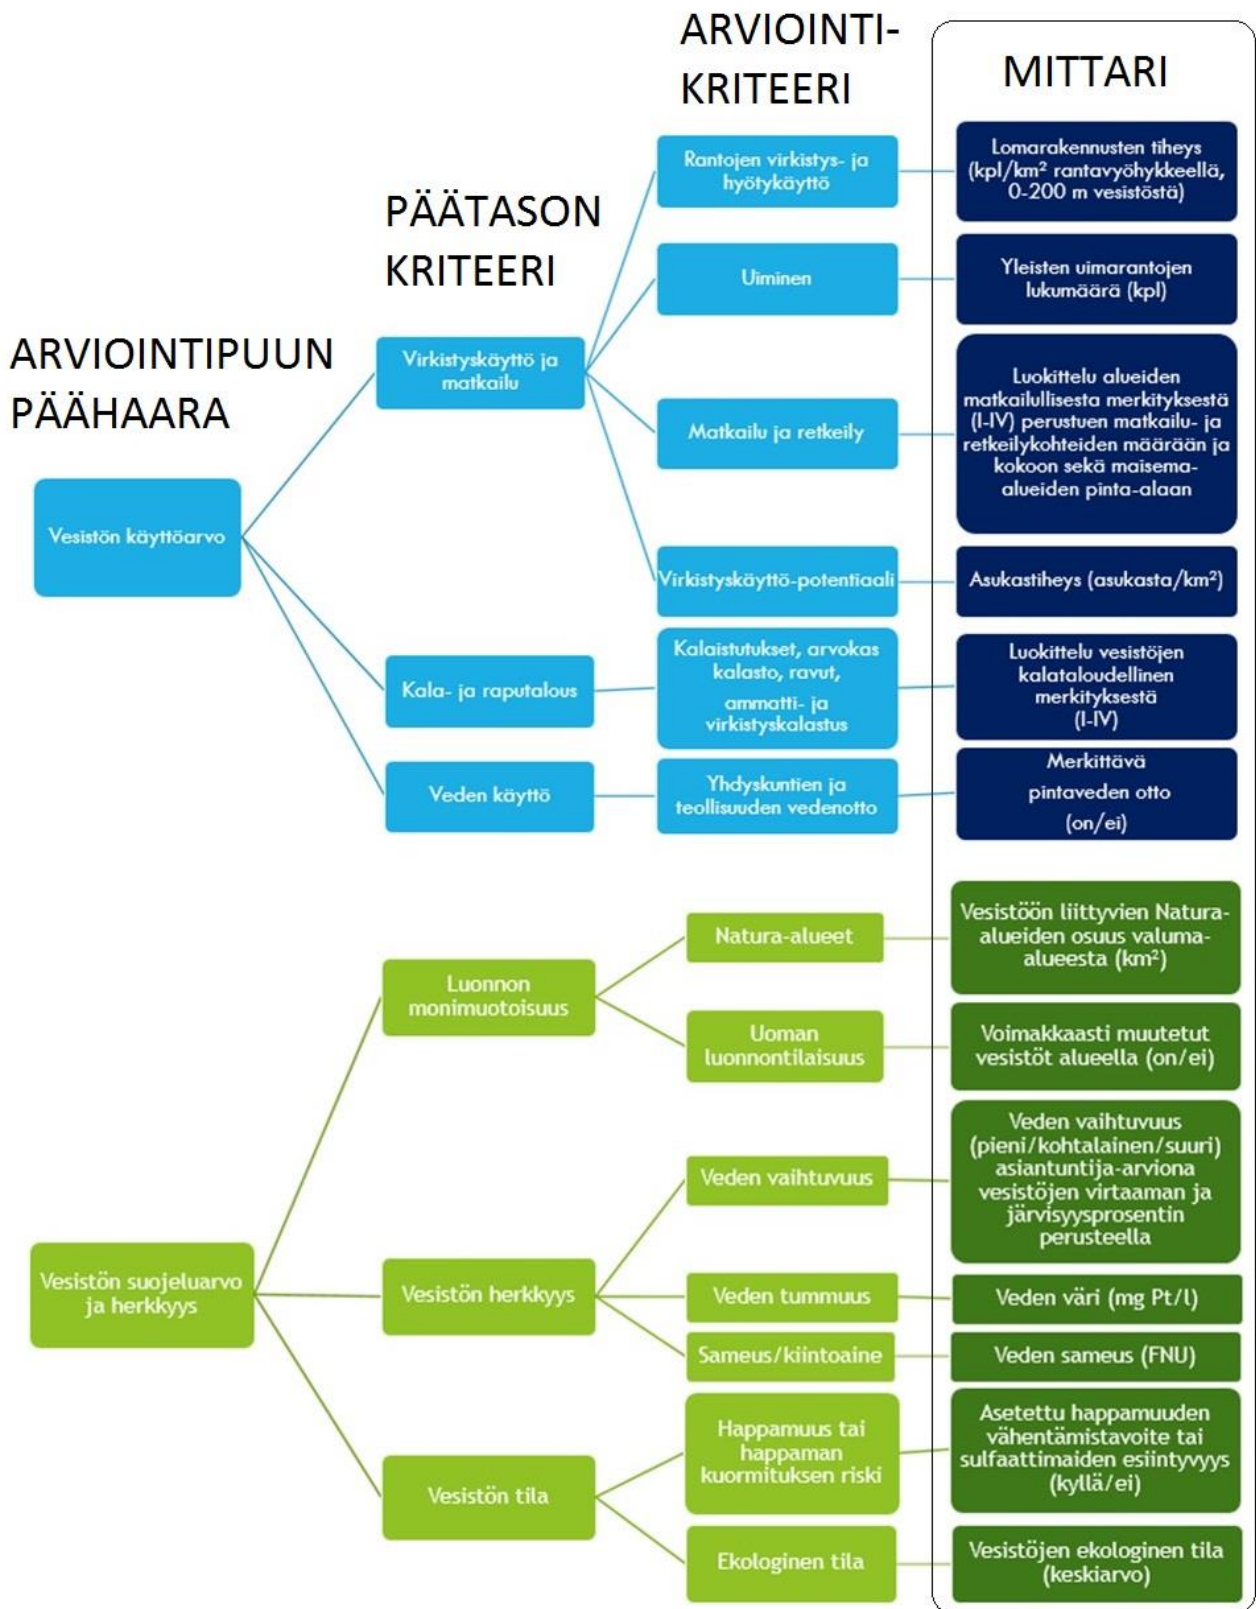 ARVIOINTIPUUN
PÄÄHAARA
PÄÄTASON
KRITEERI
ARVIOINTI-
KRITEERI
MITTARI
Vesistön käyttöarvo
Virkistyskäyttö ja
matkailu
Rantojen virkistys- ja
hyötykäyttö
Lomarakennusten tiheys
(kpl/km² rantavyöhykkeellä,
0-200 m vesistöstä)
Uiminen
Yleisten uimarantojen
lukumäärä (kpl)
Matkailu ja retkeily
Luokittelu alueiden
matkailullisesta merkityksestä
(I-IV) perustuen matkailu- ja
retkeilykohteiden määrään ja
kokoon sekä maisema-
alueiden pinta-alaan
Virkistyskäyttö-potentiaali
Asukastiheys (asukasta/km²)
Kala- ja raputalous
Kalaistutukset, arvokas
kalasto, ravut,
ammatti- ja
virkistyskalastus
Luokittelu vesistöjen
kalataloudellinen
merkityksestä
(I-IV)
Veden käyttö
Yhdyskuntien ja
teollisuuden vedenotto
Merkittävä
pintaveden otto
(on/ei)
Vesistön suojeluarvo
ja herkkyys
Luonnon
monimuotoisuus
Natura-alueet
Vesistöön liittyvien Natura-
alueiden osuus valuma-
alueesta (km²)
Uoman
luonnontilaisuus
Voimakkaasti muutetut
vesistöt alueella (on/ei)
Vesistön herkkyys
Veden vaihtuvuus
Veden vaihtuvuus
(pieni/kohtalainen/suuri)
asiantuntija-arviona
vesistöjen virtaaman ja
järvisyysprosentin
perusteella
Veden tummuus
Veden väri (mg Pt/l)
Sameus/kiintoaine
Veden sameus (FNU)
Vesistön tila
Happamuus tai
happaman
kuormituksen riski
Asetettu happamuuden
vähentämistavoite tai
sulfaattimaiden esiintyvyys
(kyllä/ei)
Ekologinen tila
Vesistöjen ekologinen tila
(keskiarvo)